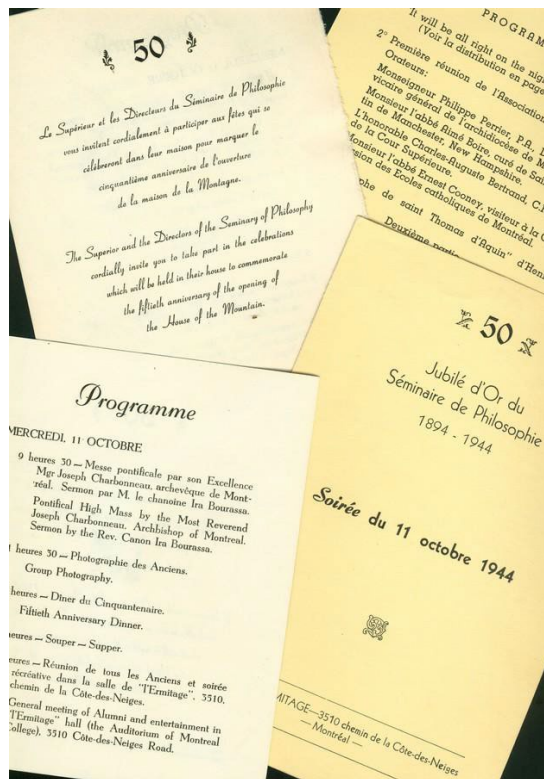 50
Le Supérieur et les Directeurs du Séminaire de Philosophie
vous invitent cordialement à participer aux fêtes qui se
célèbreront dans leur maison pour marquer le
cinquantième anniversaire de l'ouverture
de la maison de la Montagne.
The Superior and the Directors of the Seminary of Philosophy
cordially invite you to take part in the celebrations
which will be held in their house to commemorate
the fiftieth anniversary of the opening of
the House of the Mountain.
PROGRAM
It will be all right on the nig
(Voir la distribution en page
2° Première réunion de l'Association
Orateurs:
Monseigneur Philippe Perrier, P.A.
vicaire général de l'archidiocèse de M
Monsieur l'abbé Aimé Boire, curé de Sai
tin de Manchester, New Hampshire.
L'honorable Charles-Auguste Bertrand, C.
de la Cour Supérieure.
Monsieur l'abbé Ernest Cooney, visiteur à la C
sion des Ecoles catholiques de Montréal.
phe de saint Thomas d'Aquin" d'Hen
Deuxième partie
Programme
MERCREDI, 11 OCTOBRE
9 heures 30 — Messe pontificale par son Excellence
Mgr Joseph Charbonneau, archevêque de Mont-
réal. Sermon par M. le chanoine Ira Bourassa.
Pontifical High Mass by the Most Reverend
Joseph Charbonneau, Archbishop of Montreal.
Sermon by the Rev. Canon Ira Bourassa.
heures 30 — Photographie des Anciens.
Group Photography.
heures — Dîner du Cinquantenaire.
Fiftieth Anniversary Dinner.
heures — Souper — Supper.
heures — Réunion de tous les Anciens et soirée
récréative dans la salle de "l'Ermitage", 3510,
chemin de la Côte-des-Neiges.
General meeting of Alumni and entertainment in
"l'Ermitage" hall (the Auditorium of Montreal
College), 3510 Côte-des-Neiges Road.
50
Jubilé d'Or du
Séminaire de Philosophie
1894 - 1944
Soirée du 11 octobre 1944
MITAGE—3510 chemin de la Côte-des-Neiges
— Montréal —